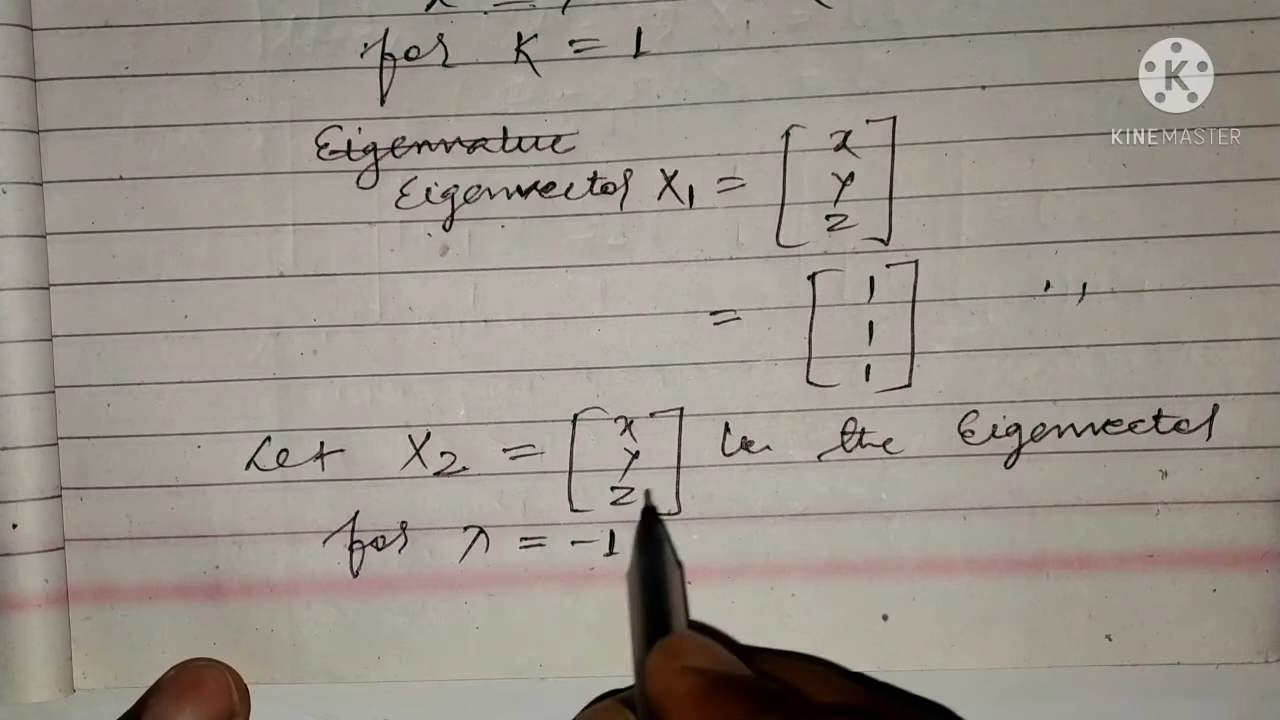 for K = 1
K
KINEMASTER
Eigenvalue
Eigenvector X₁ = [x y z]
= [1 1 1]
Let X₂ = [x y z] be the Eigenvector
for λ = -1